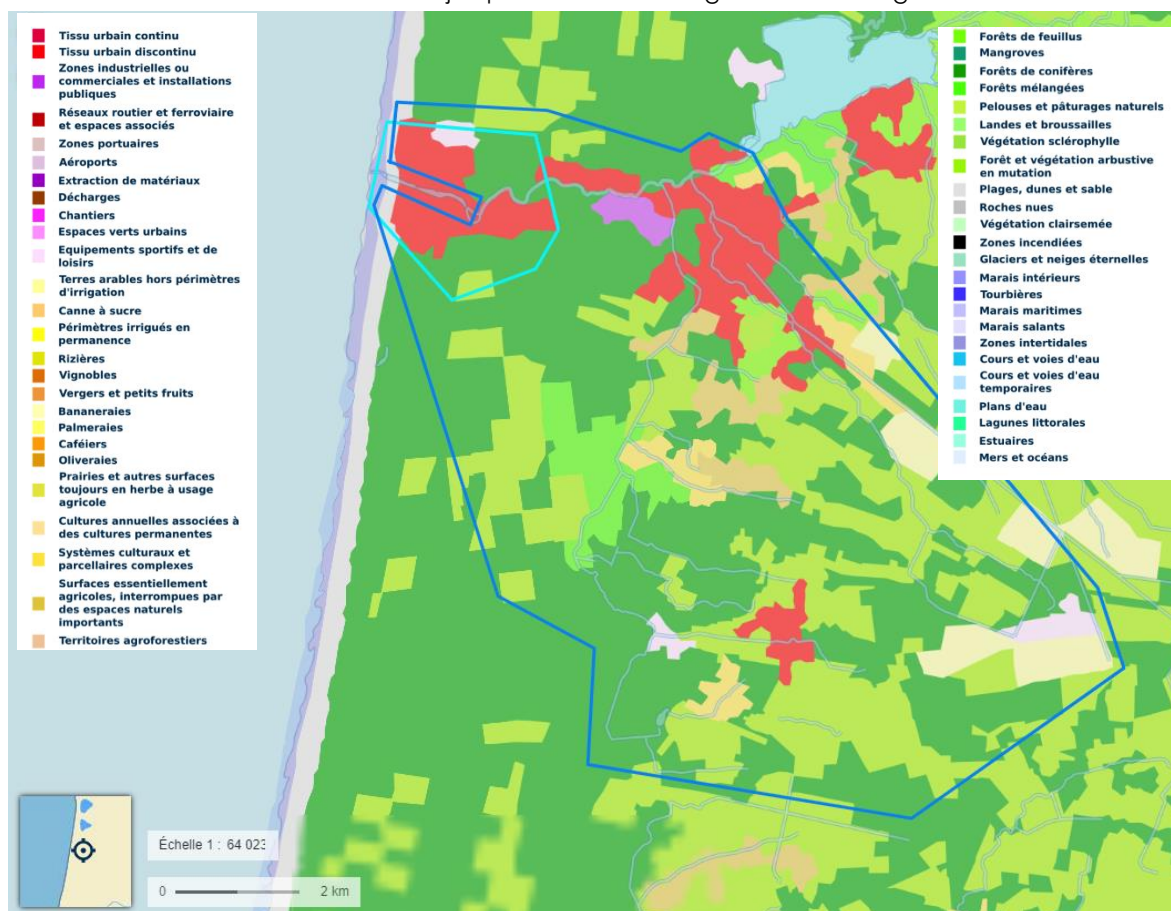 Tissu urbain continu
Tissu urbain discontinu
Zones industrielles ou
commerciales et installations
publiques
Réseaux routier et ferroviaire
et espaces associés
Zones portuaires
Aéroports
Extraction de matériaux
Décharges
Chantiers
Espaces verts urbains
Equipements sportifs et de
loisirs
Terres arables hors périmètres
d'irrigation
Canne à sucre
Périmètres irrigués en
permanence
Rizières
Vignobles
Vergers et petits fruits
Bananeraies
Palmeraies
Caféiers
Oliveraies
Prairies et autres surfaces
toujours en herbe à usage
agricole
Cultures annuelles associées à
des cultures permanentes
Systèmes culturaux et
parcellaires complexes
Surfaces essentiellement
agricoles, interrompues par
des espaces naturels
importants
Territoires agroforestiers
Forêts de feuillus
Mangroves
Forêts de conifères
Forêts mélangées
Pelouses et pâturages naturels
Landes et broussailles
Végétation sclérophylle
Forêt et végétation arbustive
en mutation
Plages, dunes et sable
Roches nues
Végétation clairsemée
Zones incendiées
Glaciers et neiges éternelles
Marais intérieurs
Tourbières
Marais maritimes
Marais salants
Zones intertidales
Cours et voies d'eau
Cours et voies d'eau
temporaires
Plans d'eau
Lagunes littorales
Estuaires
Mers et océans
Échelle 1 : 64 023
0 2 km